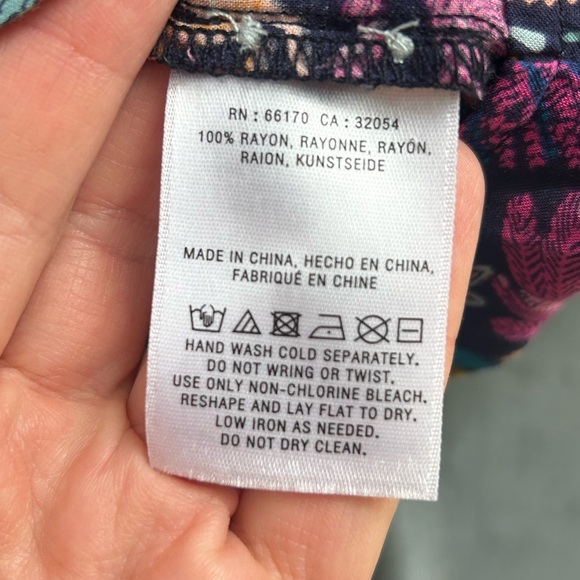 RN : 66170 CA : 32054
100% RAYON, RAYONNE, RAYÓN,
RAION, KUNSTSEIDE
MADE IN CHINA, HECHO EN CHINA,
FABRIQUÉ EN CHINE
HAND WASH COLD SEPARATELY.
DO NOT WRING OR TWIST.
USE ONLY NON-CHLORINE BLEACH.
RESHAPE AND LAY FLAT TO DRY.
LOW IRON AS NEEDED.
DO NOT DRY CLEAN.